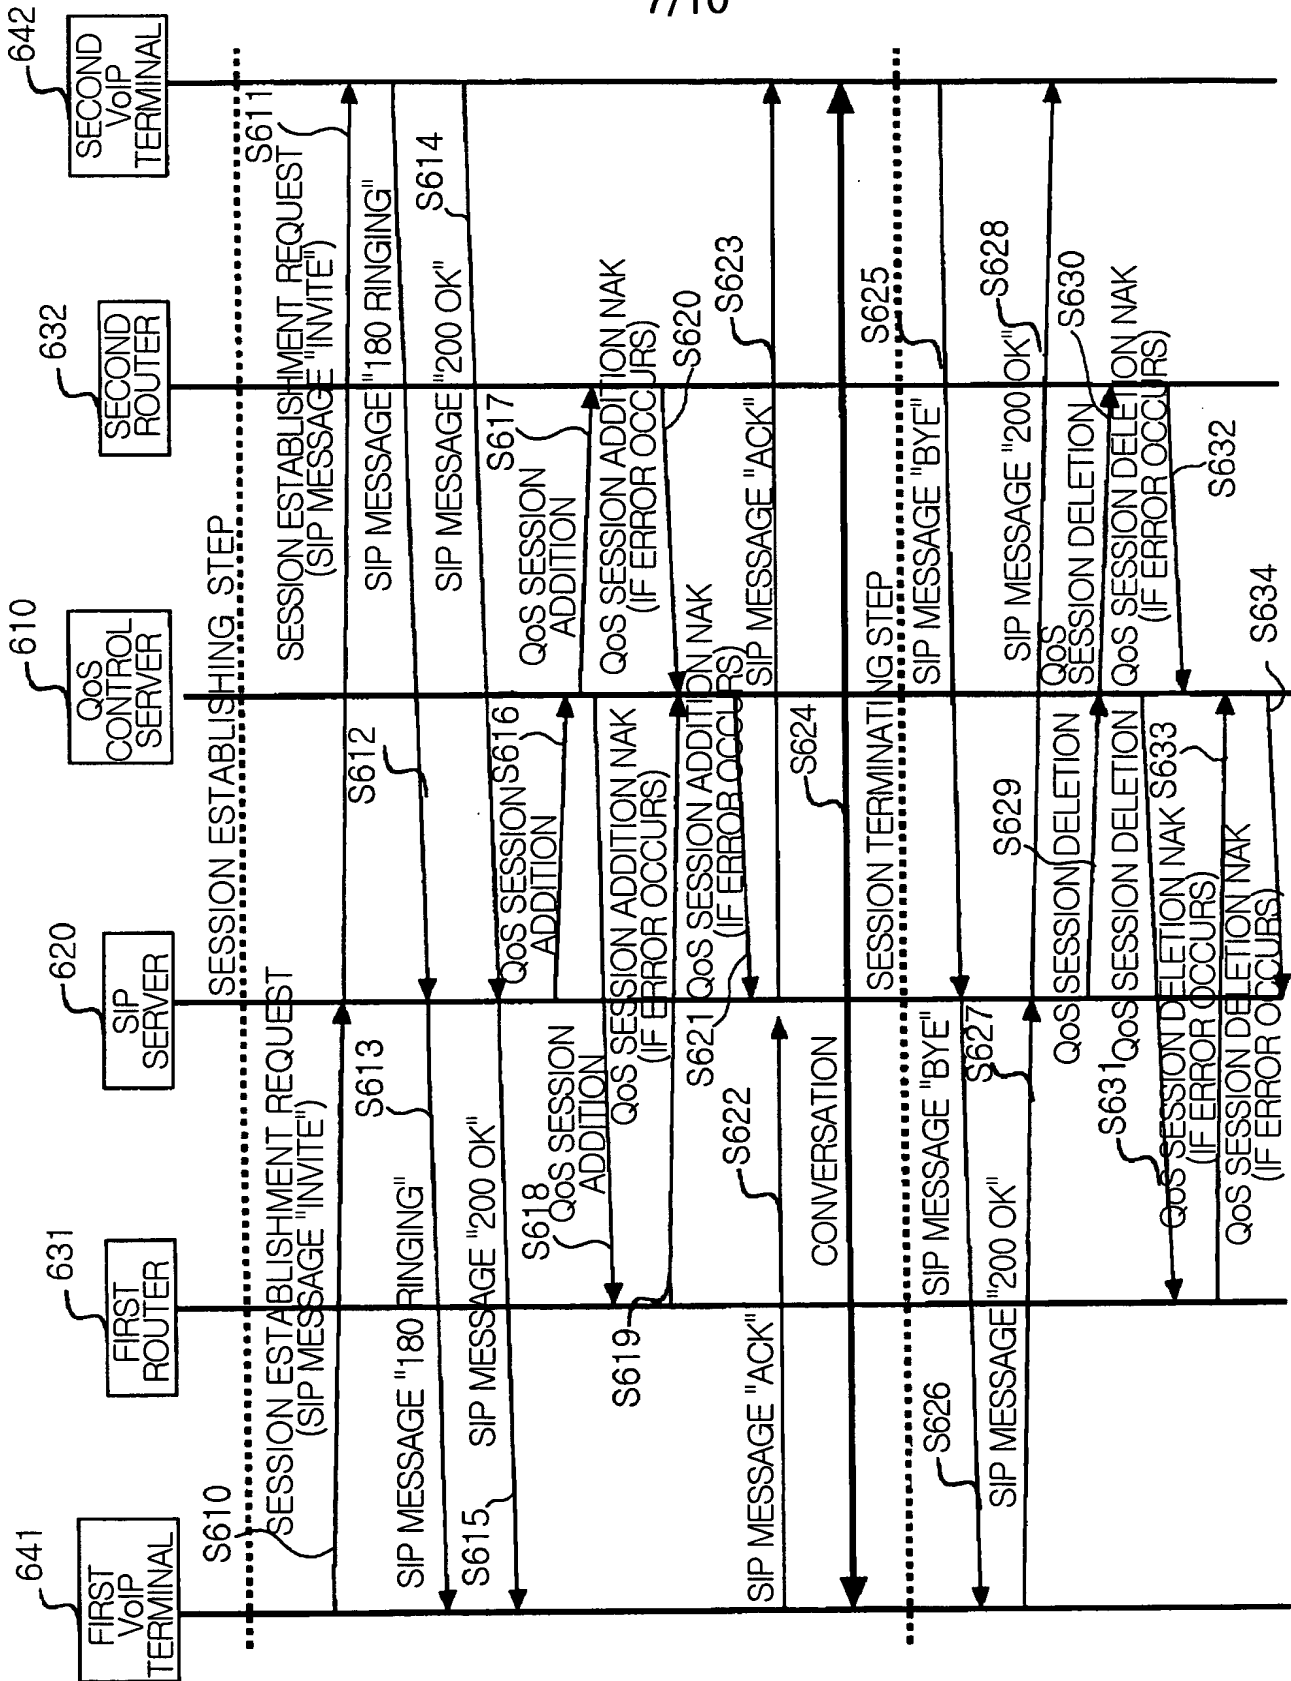 7/10
641
FIRST
VoIP
TERMINAL
631
FIRST
ROUTER
620
SIP
SERVER
610
QoS
CONTROL
SERVER
632
SECOND
ROUTER
642
SECOND
VoIP
TERMINAL
SESSION ESTABLISHING STEP
S610
SESSION ESTABLISHMENT REQUEST
(SIP MESSAGE "INVITE")
SESSION ESTABLISHMENT REQUEST
(SIP MESSAGE "INVITE")
S611
SIP MESSAGE "180 RINGING"
S612
S613
SIP MESSAGE "180 RINGING"
SIP MESSAGE "200 OK"
S614
S615
SIP MESSAGE "200 OK"
QoS SESSION
ADDITION
S616
QoS SESSION
ADDITION
S617
S618
QoS SESSION
ADDITION
QoS SESSION ADDITION NAK
(IF ERROR OCCURS)
S619
QoS SESSION ADDITION NAK
(IF ERROR OCCURS)
S620
S621
QoS SESSION ADDITION NAK
(IF ERROR OCCURS)
SIP MESSAGE "ACK"
S622
SIP MESSAGE "ACK"
S623
CONVERSATION
S624
SESSION TERMINATING STEP
SIP MESSAGE "BYE"
S625
S626
SIP MESSAGE "BYE"
SIP MESSAGE "200 OK"
S627
SIP MESSAGE "200 OK"
S628
S629
QoS SESSION DELETION
QoS
SESSION DELETION
S630
QoS SESSION DELETION
S631
QoS SESSION DELETION NAK
(IF ERROR OCCURS)
S632
QoS SESSION DELETION NAK
(IF ERROR OCCURS)
S633
QoS SESSION DELETION NAK
(IF ERROR OCCURS)
S634